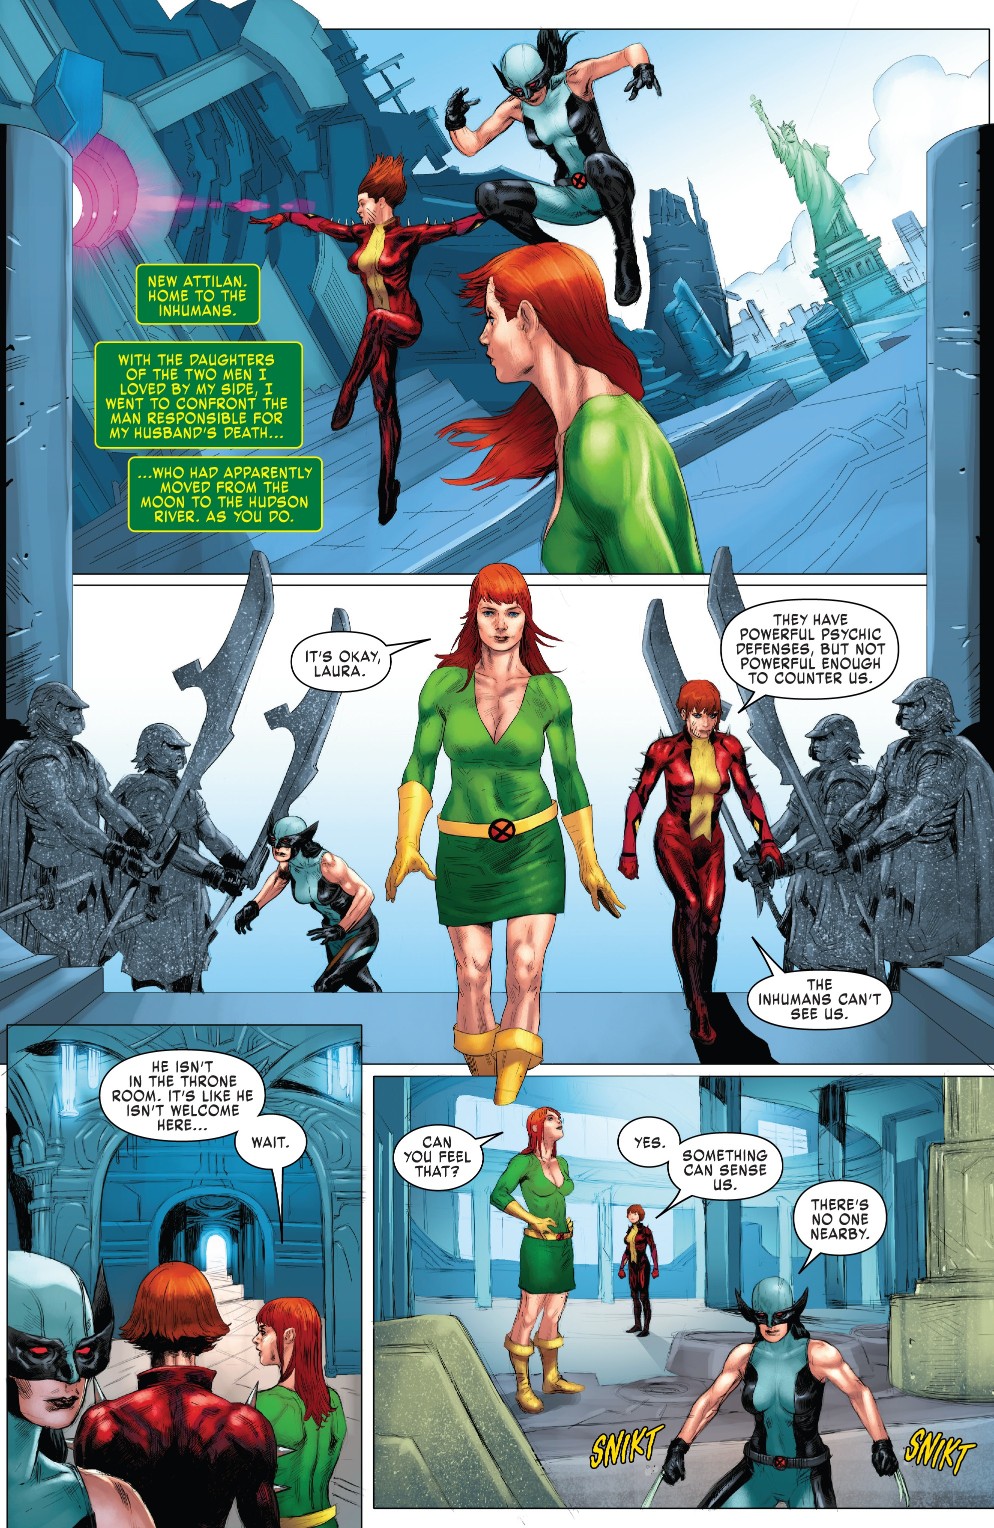 NEW ATTILAN.
HOME TO THE
INHUMANS.
WITH THE DAUGHTERS
OF THE TWO MEN I
LOVED BY MY SIDE, I
WENT TO CONFRONT THE
MAN RESPONSIBLE FOR
MY HUSBAND'S DEATH...
...WHO HAD APPARENTLY
MOVED FROM THE
MOON TO THE HUDSON
RIVER. AS YOU DO.
IT'S OKAY,
LAURA.
THEY HAVE
POWERFUL PSYCHIC
DEFENSES, BUT NOT
POWERFUL ENOUGH
TO COUNTER US.
THE
INHUMANS CAN'T
SEE US.
HE ISN'T
IN THE THRONE
ROOM. IT'S LIKE HE
ISN'T WELCOME
HERE...
WAIT.
CAN
YOU FEEL
THAT?
YES.
SOMETHING
CAN SENSE
US.
THERE'S
NO ONE
NEARBY.
SNIKT
SNIKT